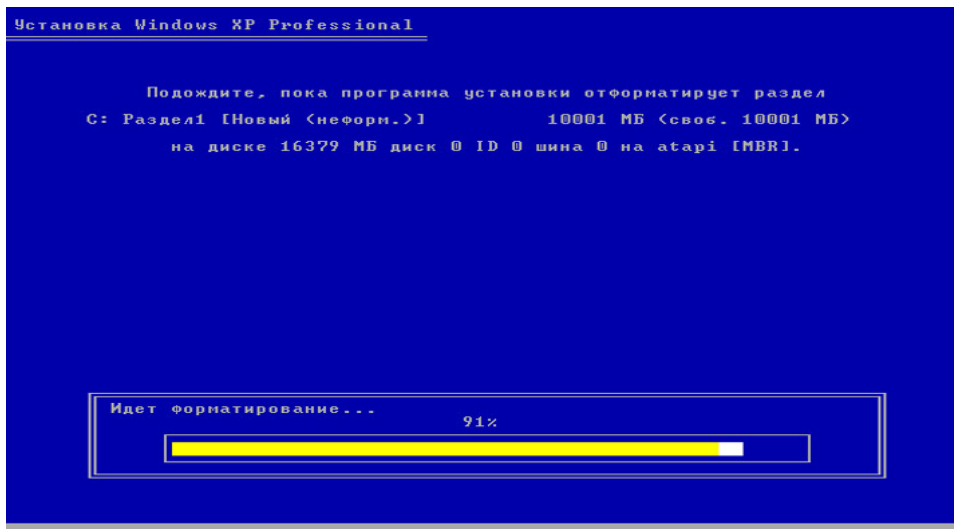 Установка Windows XP Professional
Подождите, пока программа установки отформатирует раздел
C: Раздел1 [Новый (неформ.)] 10001 МБ (своб. 10001 МБ)
на диске 16379 МБ диск 0 ID 0 шина 0 на atapi [MBR].
Идет форматирование...
91%